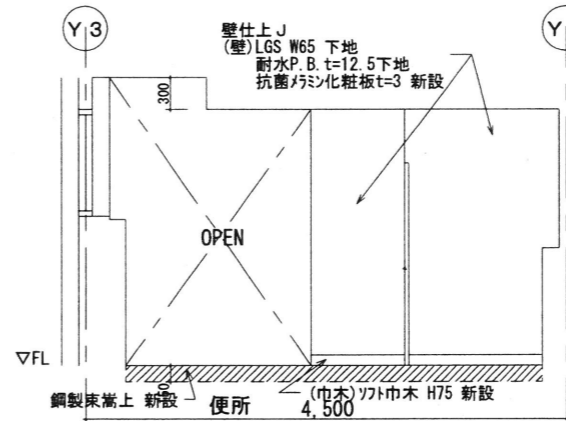 Y 3
Y
壁仕上 J
(壁)LGS W65 下地
耐水P.B. t=12.5下地
抗菌メラミン化粧板t=3 新設
300
OPEN
▽FL
鋼製束嵩上 新設
便所
(巾木)ソフト巾木 H75 新設
4,500